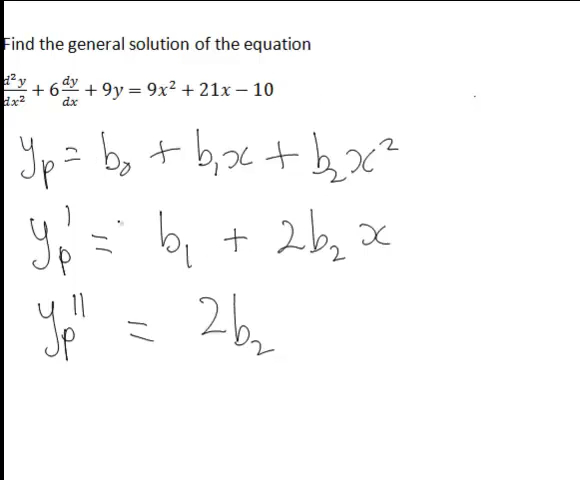 Find the general solution of the equation
d²y/dx² + 6 dy/dx + 9y = 9x² + 21x − 10
yₚ = b₀ + b₁x + b₂x²
yₚ' = b₁ + 2b₂x
yₚ'' = 2b₂